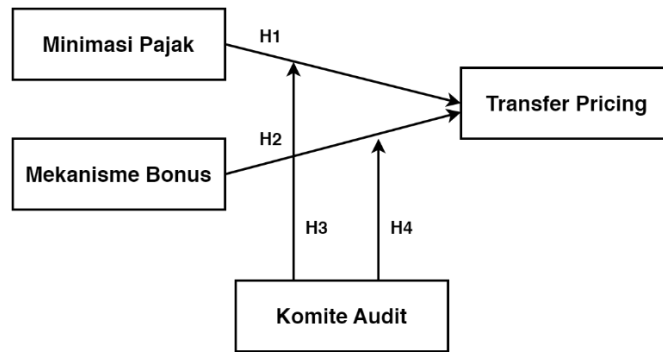 Minimasi Pajak
H1
Transfer Pricing
H2
Mekanisme Bonus
H3
H4
Komite Audit